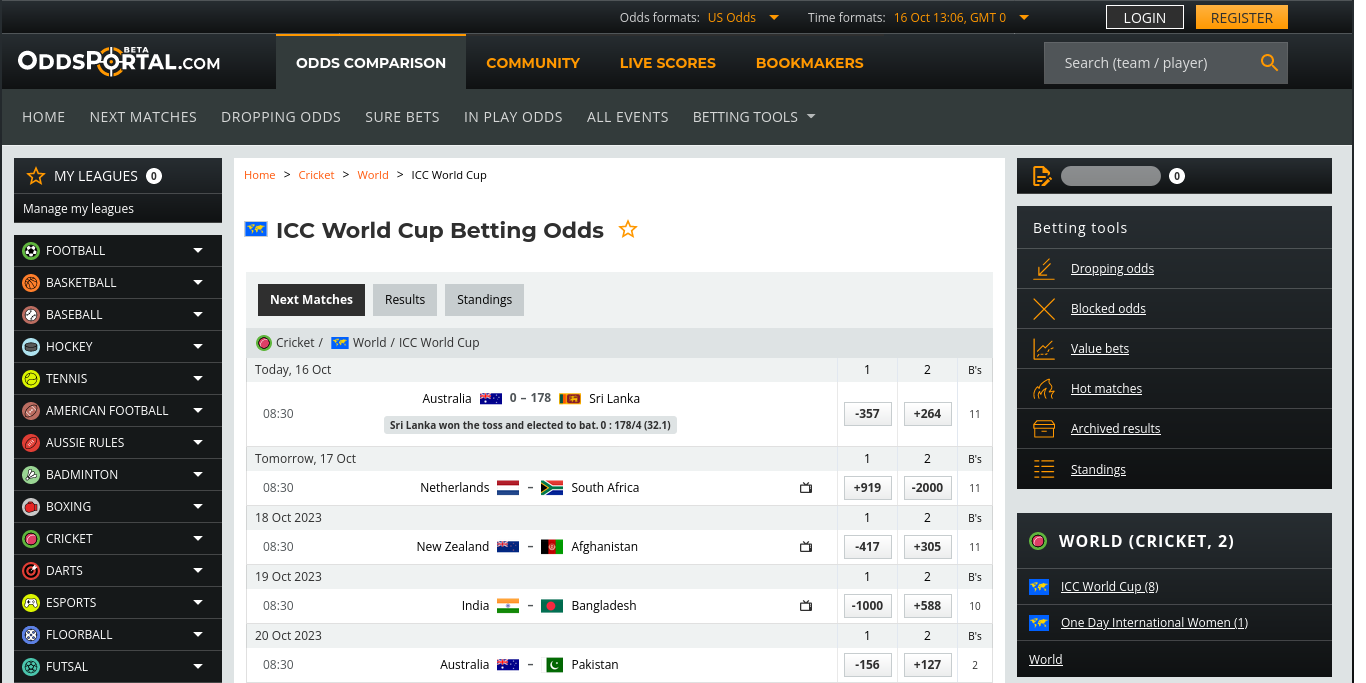 Odds formats: US Odds Time formats: 16 Oct 13:06, GMT 0 LOGIN REGISTER
ODDSPORTAL.COM BETA
ODDS COMPARISON COMMUNITY LIVE SCORES BOOKMAKERS Search (team / player)
HOME NEXT MATCHES DROPPING ODDS SURE BETS IN PLAY ODDS ALL EVENTS BETTING TOOLS
MY LEAGUES 0
Manage my leagues
FOOTBALL
BASKETBALL
BASEBALL
HOCKEY
TENNIS
AMERICAN FOOTBALL
AUSSIE RULES
BADMINTON
BOXING
CRICKET
DARTS
ESPORTS
FLOORBALL
FUTSAL
Home > Cricket > World > ICC World Cup
ICC World Cup Betting Odds
Next Matches Results Standings
Cricket / World / ICC World Cup
Today, 16 Oct 1 2 B's
08:30 Australia 0 – 178 Sri Lanka -357 +264 11
Sri Lanka won the toss and elected to bat. 0 : 178/4 (32.1)
Tomorrow, 17 Oct 1 2 B's
08:30 Netherlands – South Africa +919 -2000 11
18 Oct 2023 1 2 B's
08:30 New Zealand – Afghanistan -417 +305 11
19 Oct 2023 1 2 B's
08:30 India – Bangladesh -1000 +588 10
20 Oct 2023 1 2 B's
08:30 Australia – Pakistan -156 +127 2
0
Betting tools
Dropping odds
Blocked odds
Value bets
Hot matches
Archived results
Standings
WORLD (CRICKET, 2)
ICC World Cup (8)
One Day International Women (1)
World